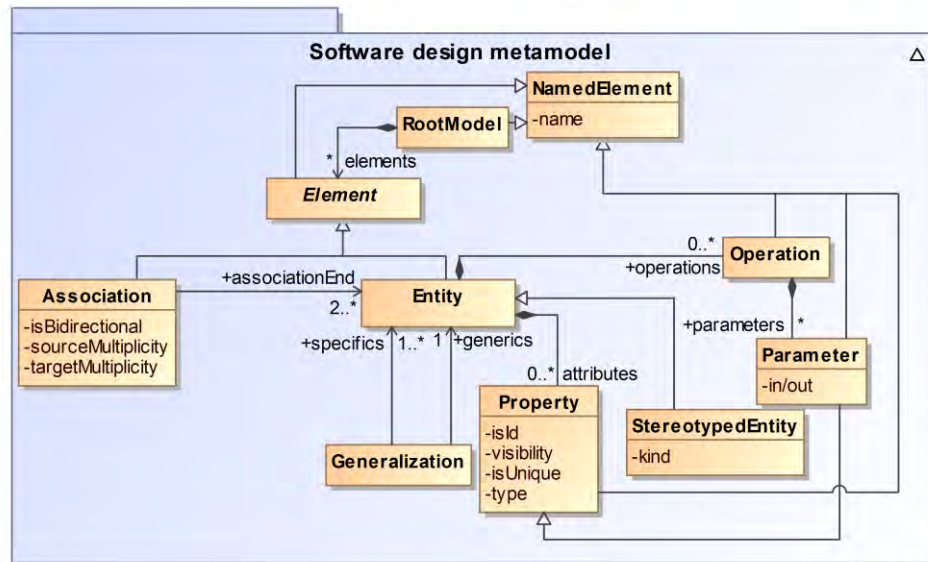 Software design metamodel
NamedElement
-name
RootModel
* elements
Element
0..*
+operations
Operation
+associationEnd
2..*
Association
-isBidirectional
-sourceMultiplicity
-targetMultiplicity
Entity
+specifics
1..*
1
+generics
+parameters
*
Parameter
-in/out
0..* attributes
Property
-isId
-visibility
-isUnique
-type
StereotypedEntity
-kind
Generalization